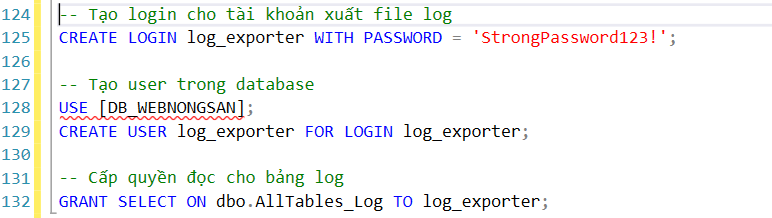 124 -- Tạo login cho tài khoản xuất file log
125 CREATE LOGIN log_exporter WITH PASSWORD = 'StrongPassword123!';
126
127 -- Tạo user trong database
128 USE [DB_WEBNONGSAN];
129 CREATE USER log_exporter FOR LOGIN log_exporter;
130
131 -- Cấp quyền đọc cho bảng log
132 GRANT SELECT ON dbo.AllTables_Log TO log_exporter;